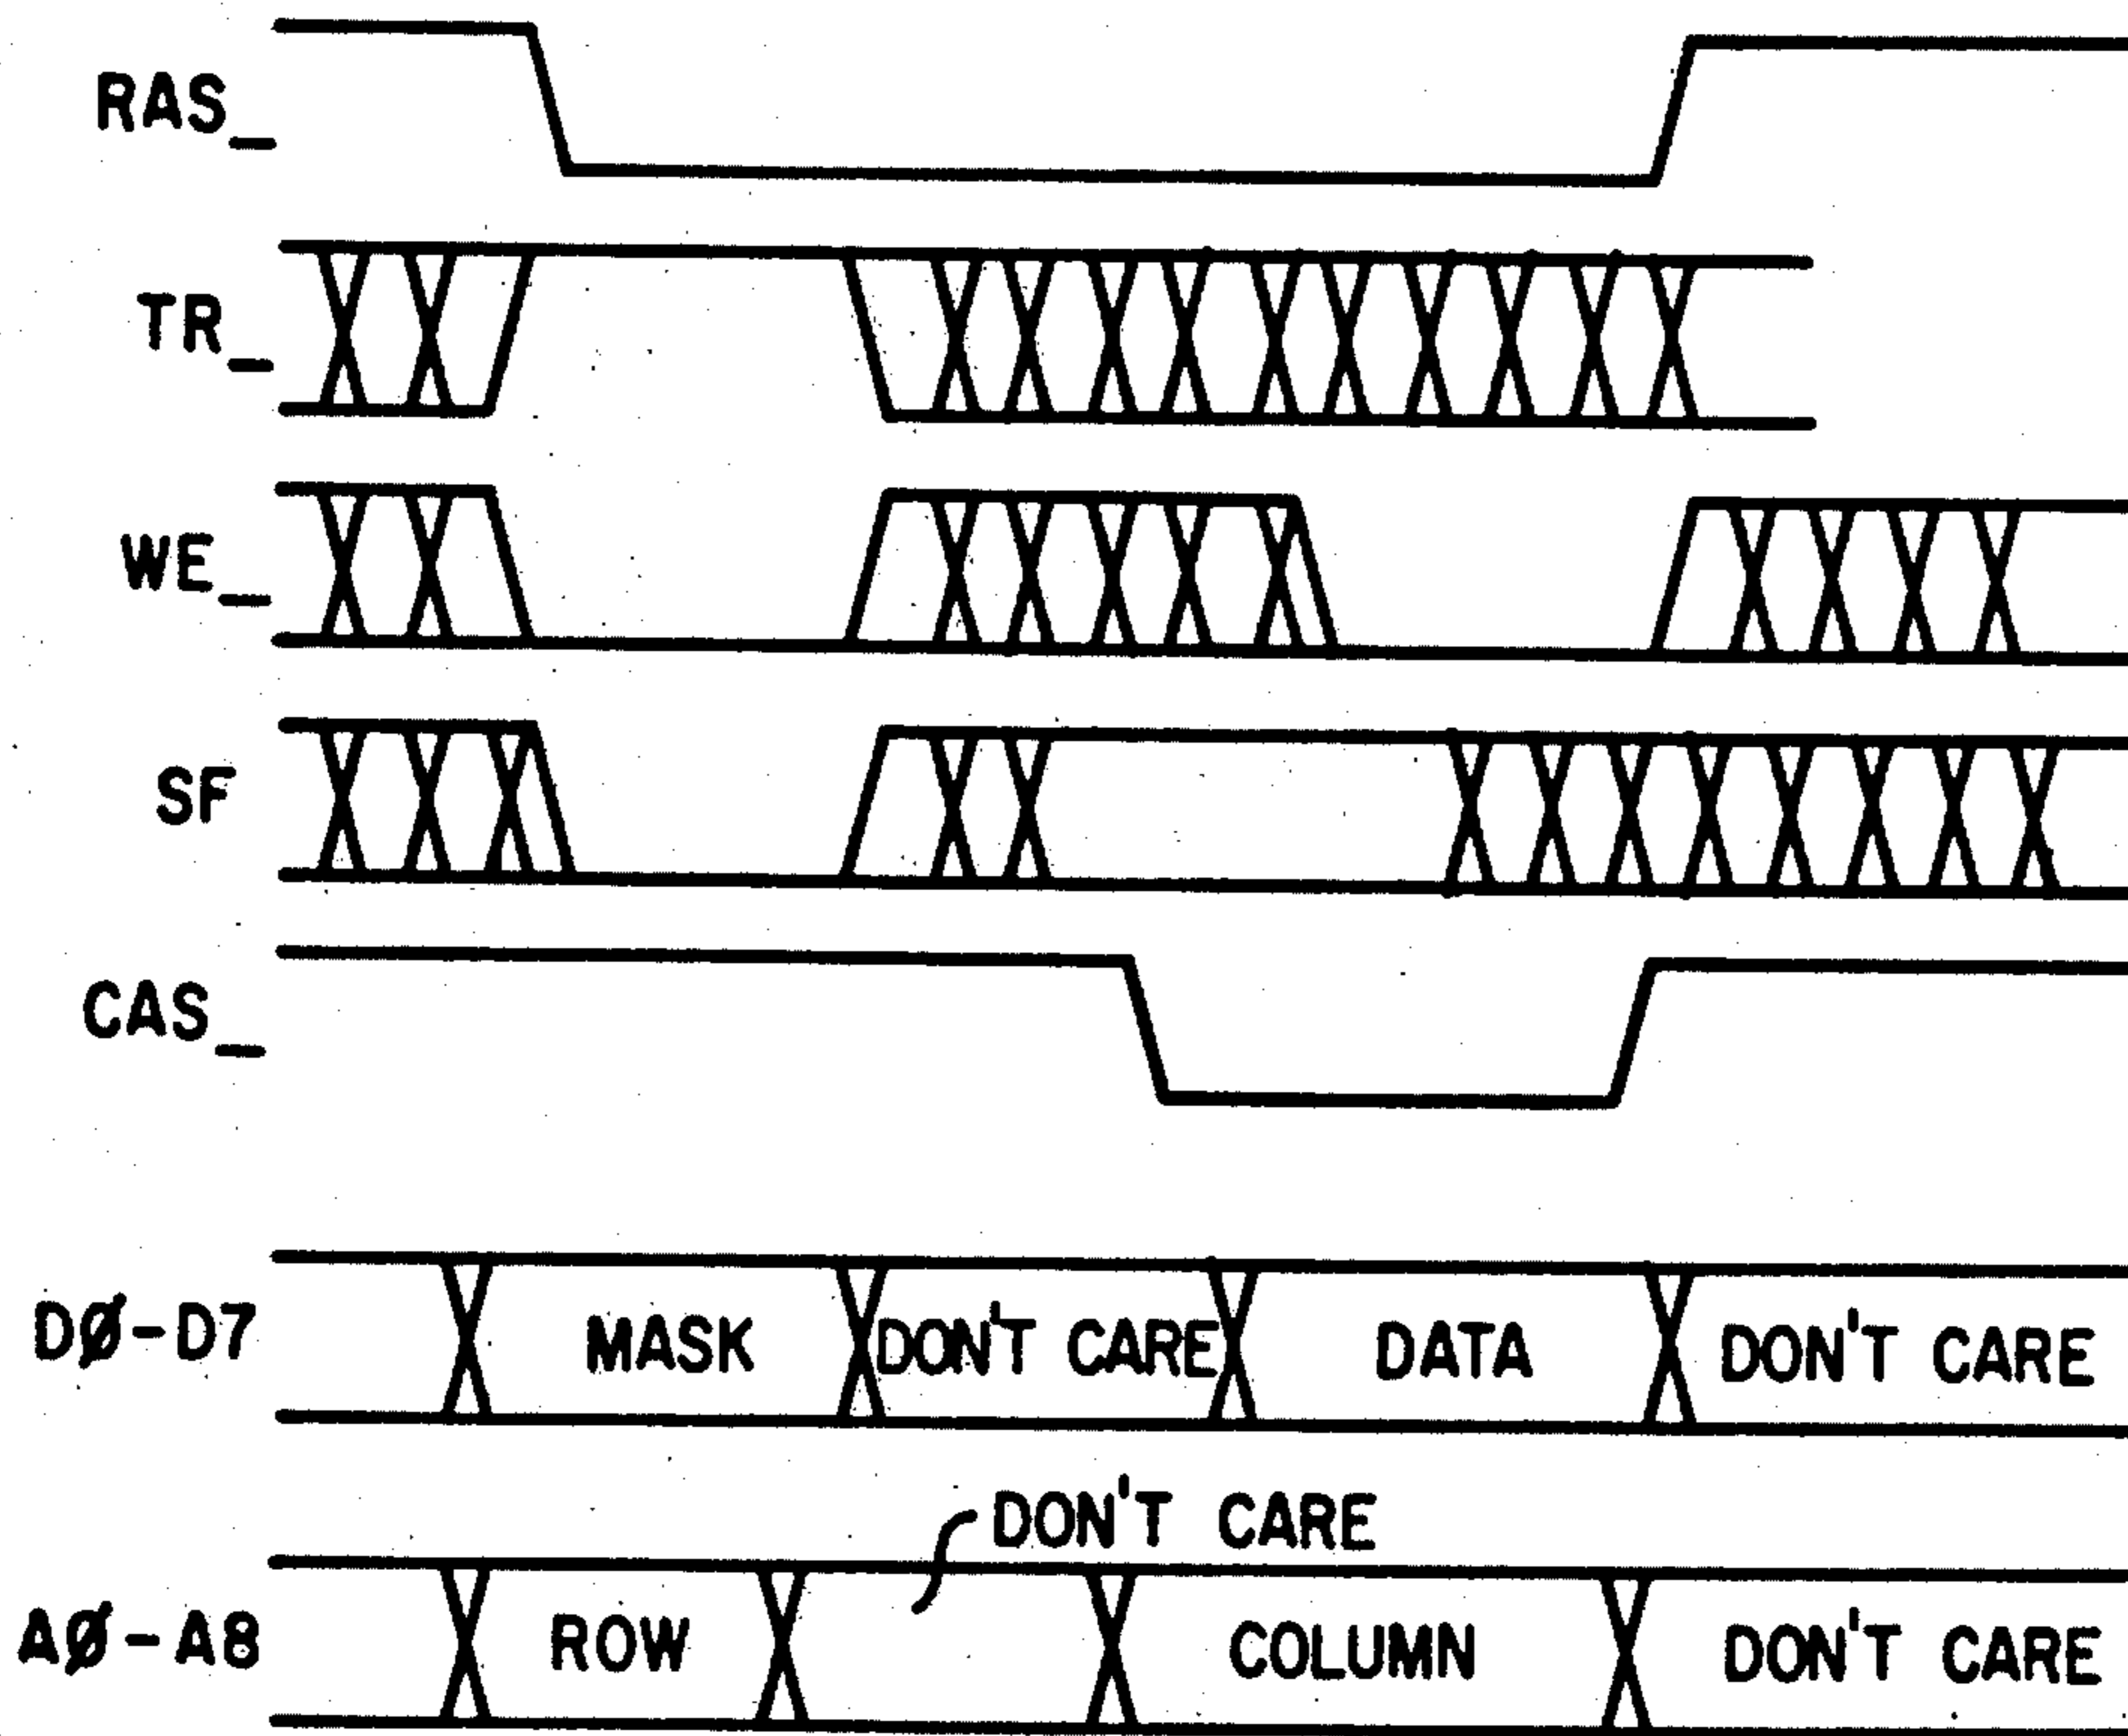 RAS_
TR_
WE_
SF
CAS_
DØ-D7 MASK DON'T CARE DATA DON'T CARE
DON'T CARE
AØ-A8 ROW COLUMN DON'T CARE